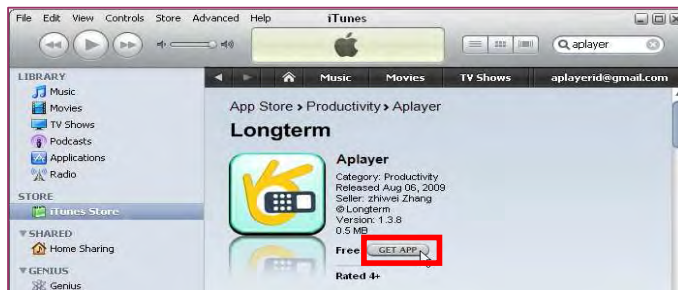 File Edit View Controls Store Advanced Help iTunes
aplayer
LIBRARY
Music
Movies
TV Shows
Podcasts
Applications
Radio
STORE
iTunes Store
SHARED
Home Sharing
GENIUS
Genius
Music Movies TV Shows aplayerid@gmail.com
App Store > Productivity > Aplayer
Longterm
Aplayer
Category: Productivity
Released Aug 06, 2009
Seller: zhiwei Zhang
© Longterm
Version: 1.3.8
0.5 MB
Free GET APP
Rated 4+